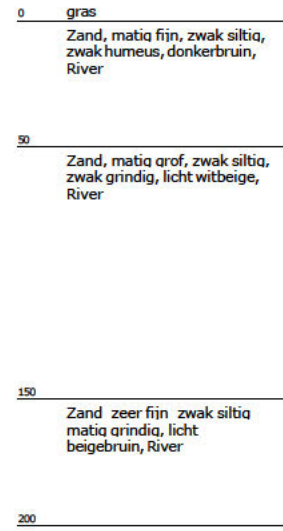 0 gras
Zand, matig fijn, zwak siltig,
zwak humeus, donkerbruin,
River
50
Zand, matig grof, zwak siltig,
zwak grindig, licht witbeige,
River
150
Zand zeer fijn zwak siltig
matig grindig, licht
beigebruin, River
200